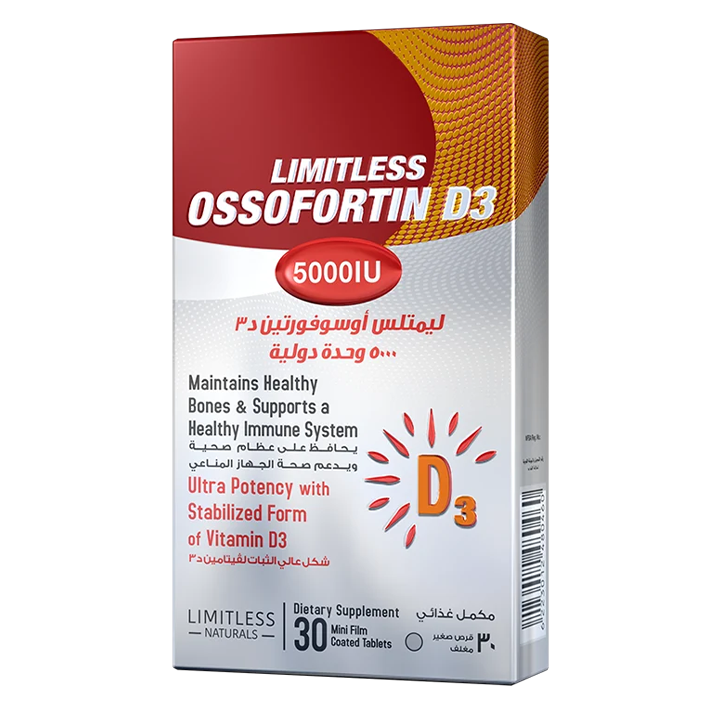 LIMITLESS
OSSOFORTIN D3
5000IU
ليمتلس أوسوفورتين د٣
٥٠٠٠ وحدة دولية
Maintains Healthy
Bones & Supports a
Healthy Immune System
يحافظ على عظام صحية
ويدعم صحة الجهاز المناعي
Ultra Potency with
Stabilized Form
of Vitamin D3
شكل عالي الثبات لڤيتامين د٣
D3
LIMITLESS
NATURALS
Dietary Supplement
30 Mini Film
Coated Tablets
مكمل غذائي
٣٠ قرص صغير
مغلف